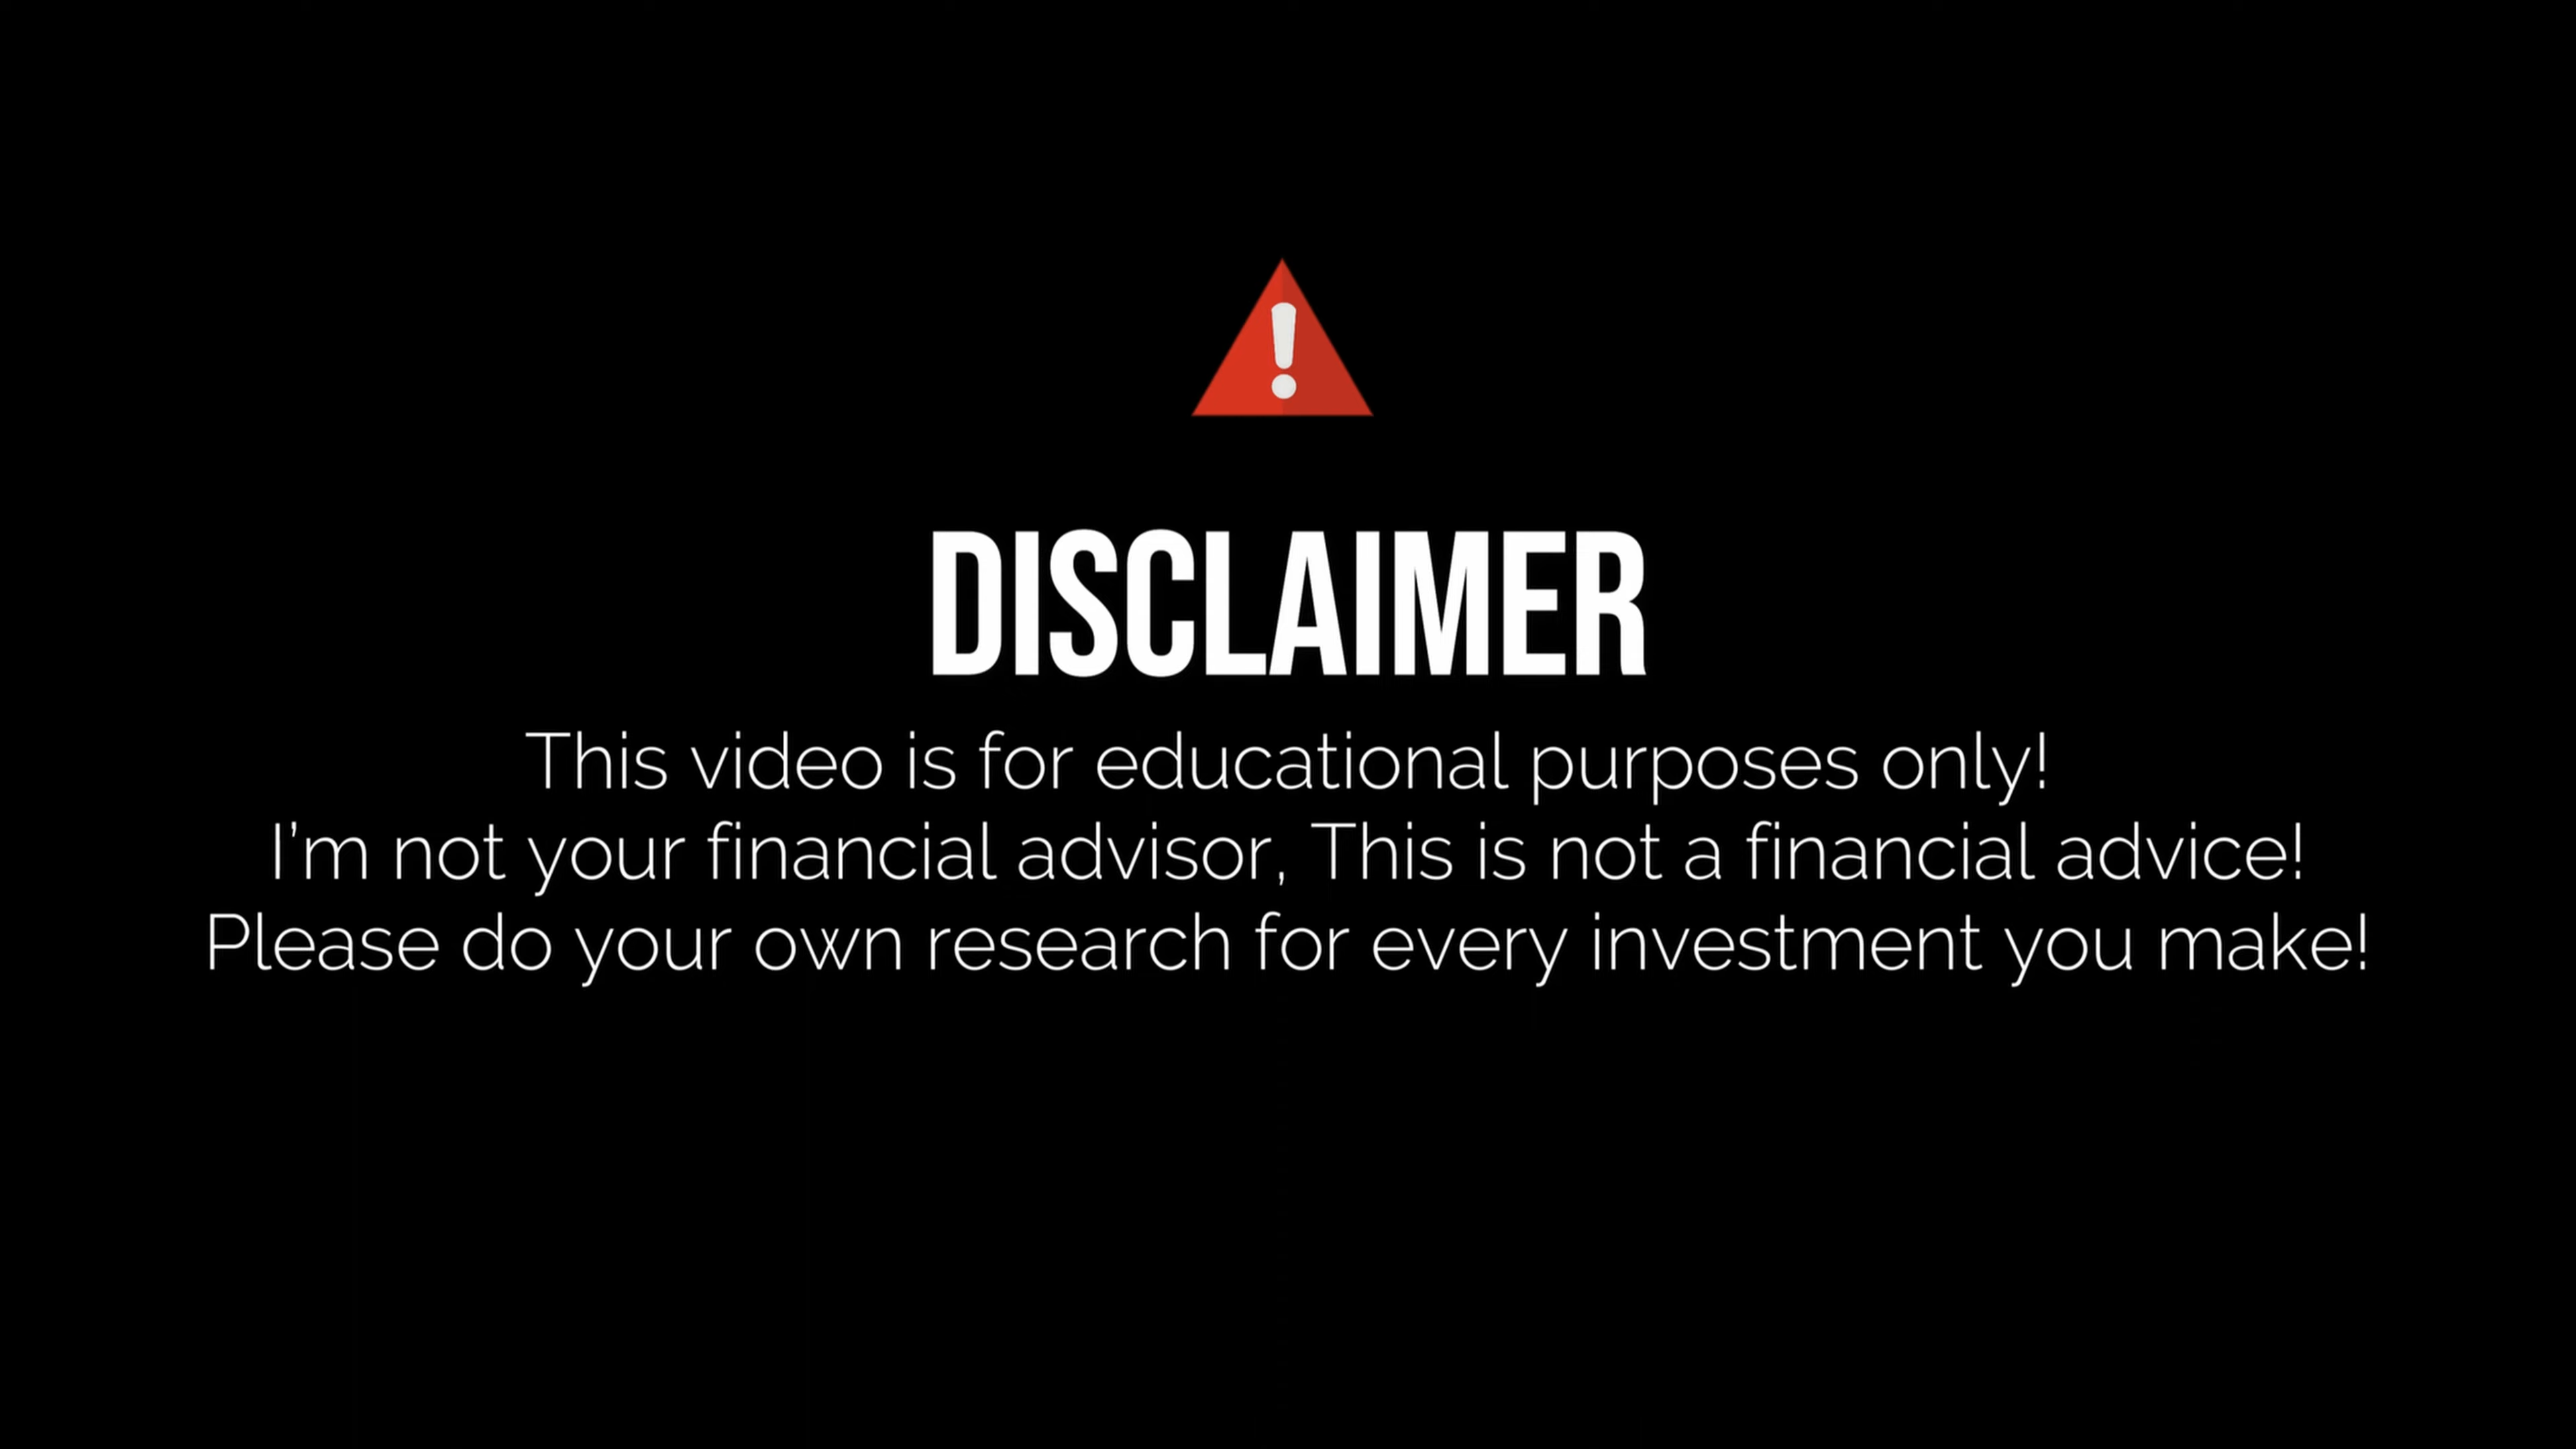 DISCLAIMER
This video is for educational purposes only!
I'm not your financial advisor, This is not a financial advice!
Please do your own research for every investment you make!